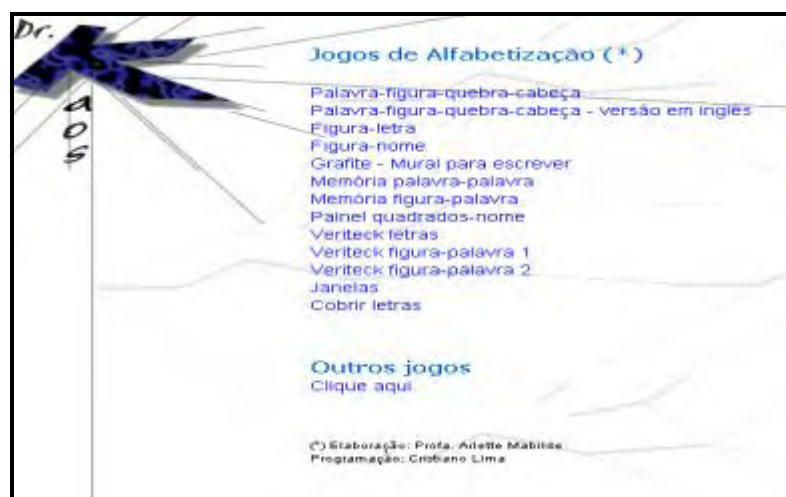 Dr.
aos
Jogos de Alfabetização (*)
Palavra-figura-quebra-cabeça
Palavra-figura-quebra-cabeça - versão em inglês
Figura-letra
Figura-nome
Grafite - Mural para escrever
Memória palavra-palavra
Memória figura-palavra
Painel quadrados-nome
Veriteck letras
Veriteck figura-palavra 1
Veriteck figura-palavra 2
Janelas
Cobrir letras
Outros jogos
Clique aqui
(*) Elaboração: Profa. Arlette Mabilde
Programação: Cristiano Lima